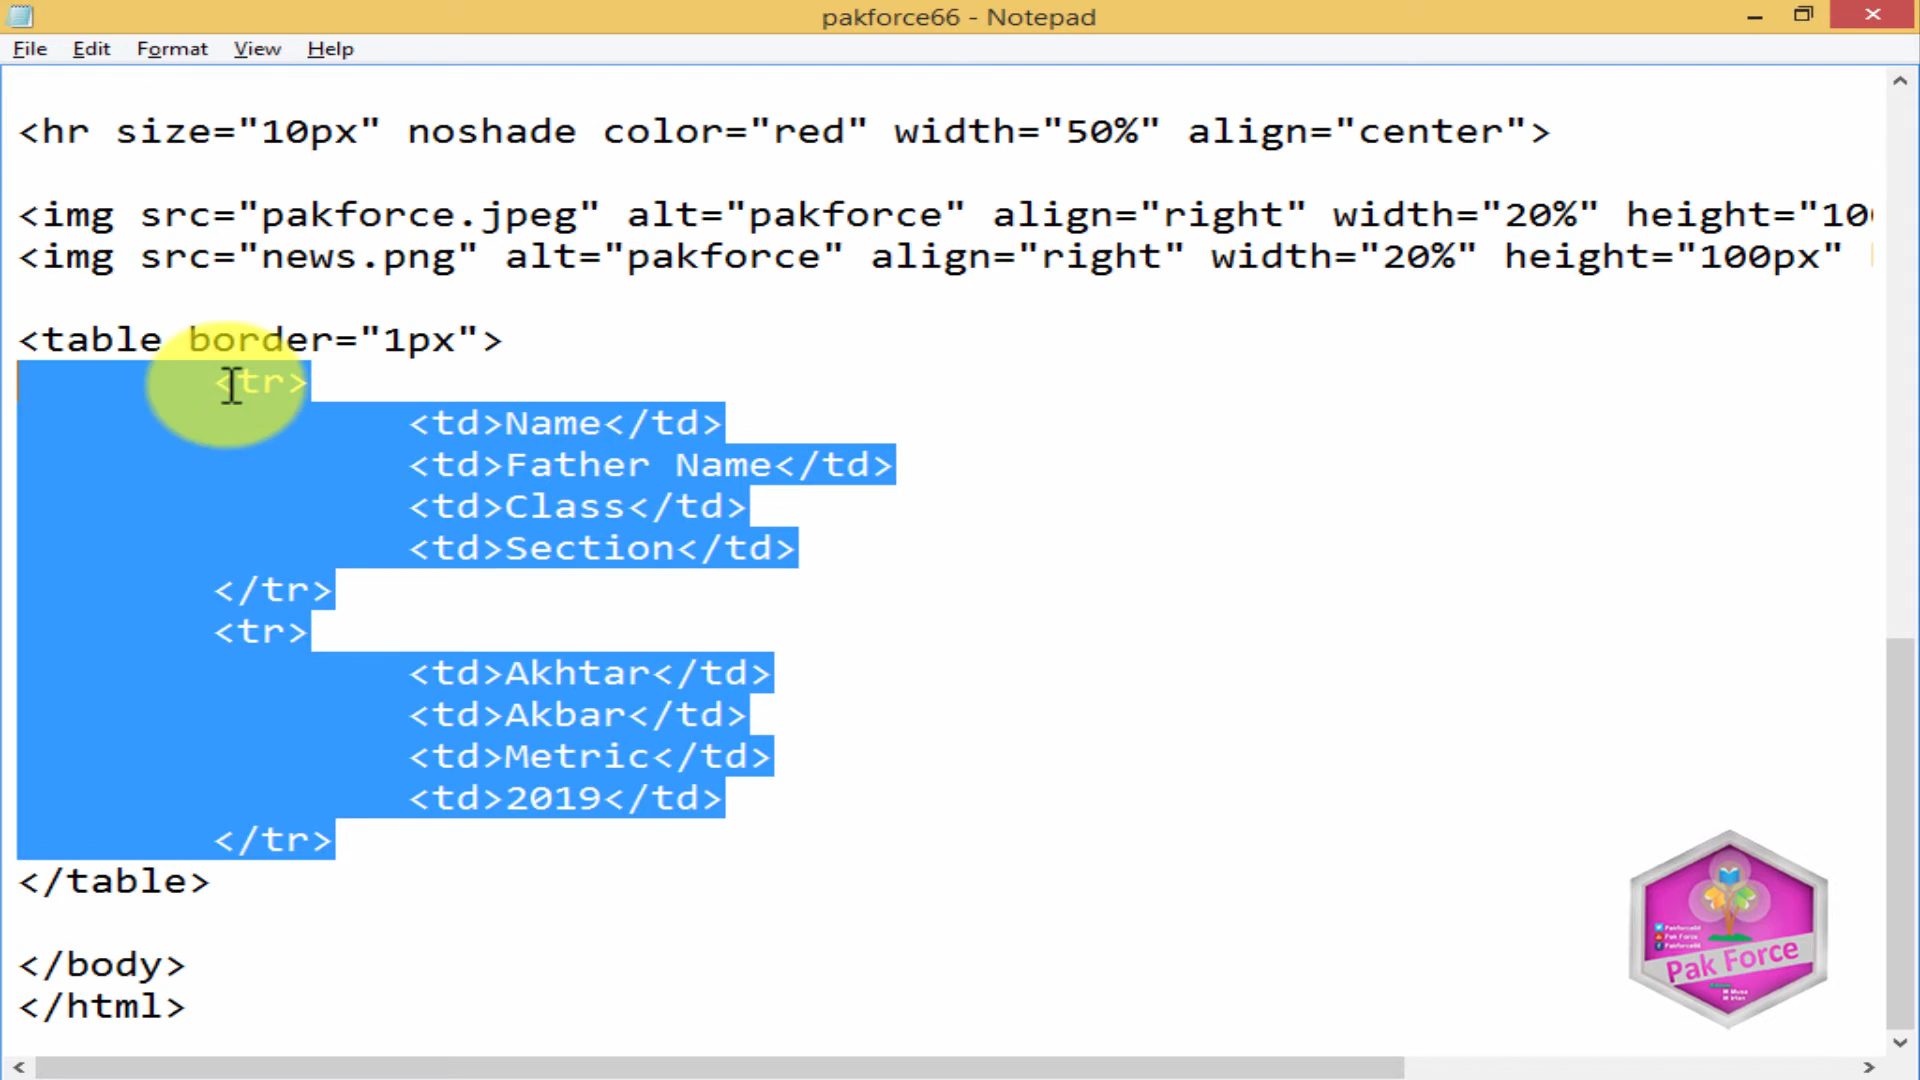 pakforce66 - Notepad
File Edit Format View Help
<hr size="10px" noshade color="red" width="50%" align="center">
<img src="pakforce.jpeg" alt="pakforce" align="right" width="20%" height="10
<img src="news.png" alt="pakforce" align="right" width="20%" height="100px"
<table border="1px">
<tr>
<td>Name</td>
<td>Father Name</td>
<td>Class</td>
<td>Section</td>
</tr>
<tr>
<td>Akhtar</td>
<td>Akbar</td>
<td>Metric</td>
<td>2019</td>
</tr>
</table>
</body>
</html>
Pakforce66
Pak Force
Pakforce66
Pak Force